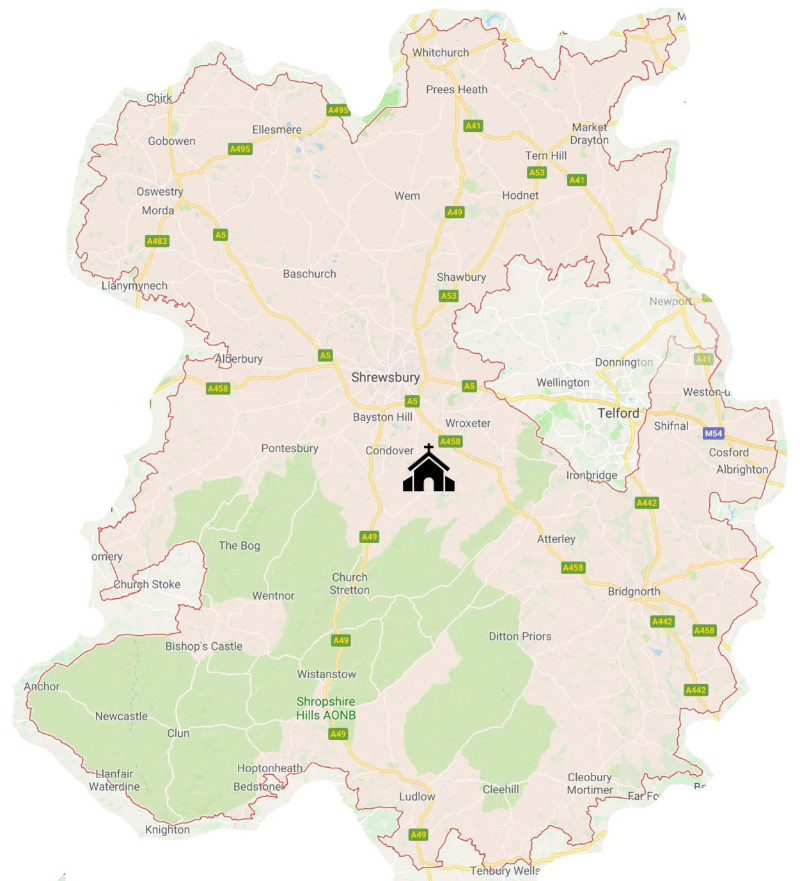 M
Whitchurch
Prees Heath
Chirk
A495
A41
Market
Drayton
Ellesmere
Gobowen
A495
Tern Hill
A53
A41
Oswestry
Wem
Hodnet
Morda
A49
A5
A483
Baschurch
Shawbury
Llanymynech
A53
Newport
Alberbury
A5
A41
Donnington
Shrewsbury
Wellington
A458
A5
Weston-u
A5
Bayston Hill
Telford
Wroxeter
Shifnal
M54
A458
Pontesbury
Condover
Cosford
Albrighton
Ironbridge
A442
A49
Atterley
The Bog
omery
A458
Church Stoke
Church
Stretton
Wentnor
Bridgnorth
A442
A458
A49
Ditton Priors
Bishop's Castle
Wistanstow
Anchor
A442
Shropshire
Hills AONB
Newcastle
Clun
A49
Hoptonheath
Llanfair
Waterdine
Bedstone
Cleobury
Mortimer
Cleehill
Ludlow
Knighton
A49
Tenbury Wells